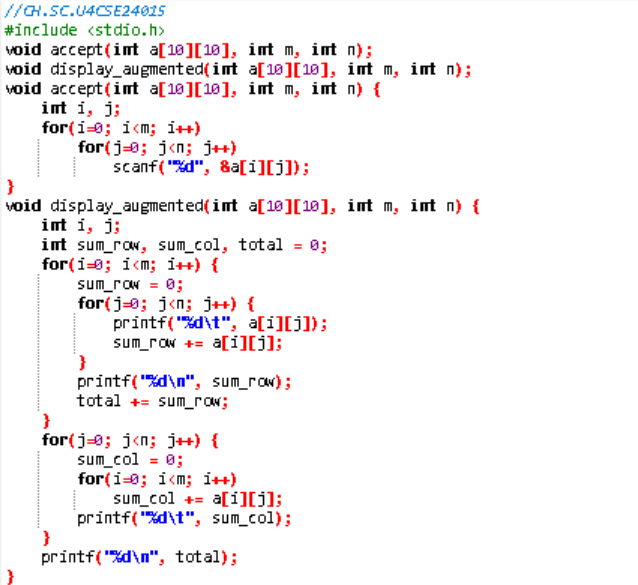 //CH.SC.U4CSE24015
#include <stdio.h>
void accept(int a[10][10], int m, int n);
void display_augmented(int a[10][10], int m, int n);
void accept(int a[10][10], int m, int n) {
    int i, j;
    for(i=0; i<m; i++)
        for(j=0; j<n; j++)
            scanf("%d", &a[i][j]);
}
void display_augmented(int a[10][10], int m, int n) {
    int i, j;
    int sum_row, sum_col, total = 0;
    for(i=0; i<m; i++) {
        sum_row = 0;
        for(j=0; j<n; j++) {
            printf("%d\t", a[i][j]);
            sum_row += a[i][j];
        }
        printf("%d\n", sum_row);
        total += sum_row;
    }
    for(j=0; j<n; j++) {
        sum_col = 0;
        for(i=0; i<m; i++)
            sum_col += a[i][j];
        printf("%d\t", sum_col);
    }
    printf("%d\n", total);
}